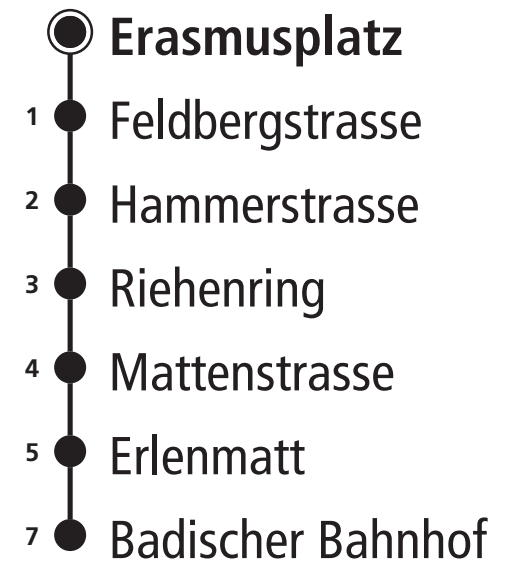 Erasmusplatz
1 Feldbergstrasse
2 Hammerstrasse
3 Riehenring
4 Mattenstrasse
5 Erlenmatt
7 Badischer Bahnhof